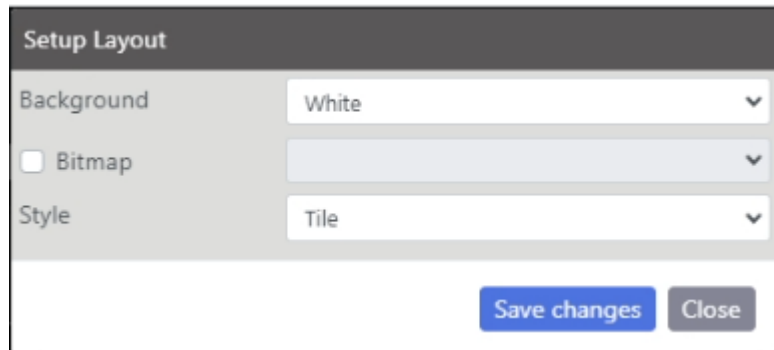 Setup Layout
Background White
Bitmap
Style Tile
Save changes Close